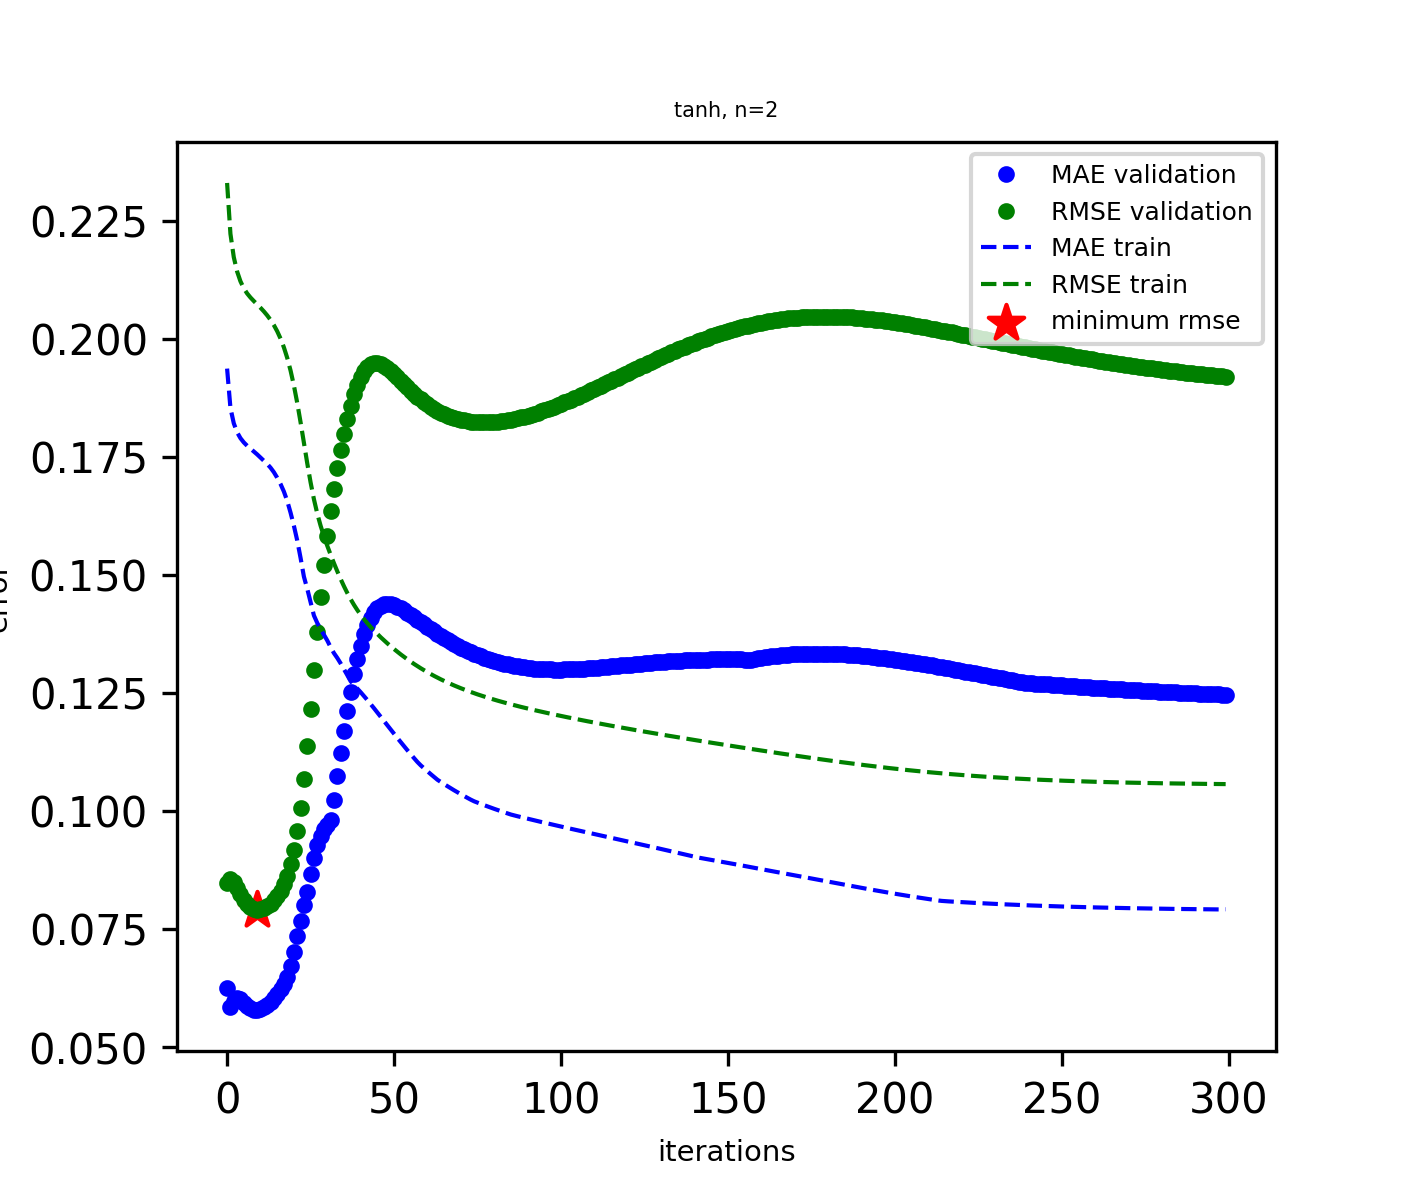 tanh, n=2
MAE validation
RMSE validation
MAE train
RMSE train
minimum rmse
0.225
0.200
0.175
0.150
0.125
0.100
0.075
0.050
0 50 100 150 200 250 300
iterations